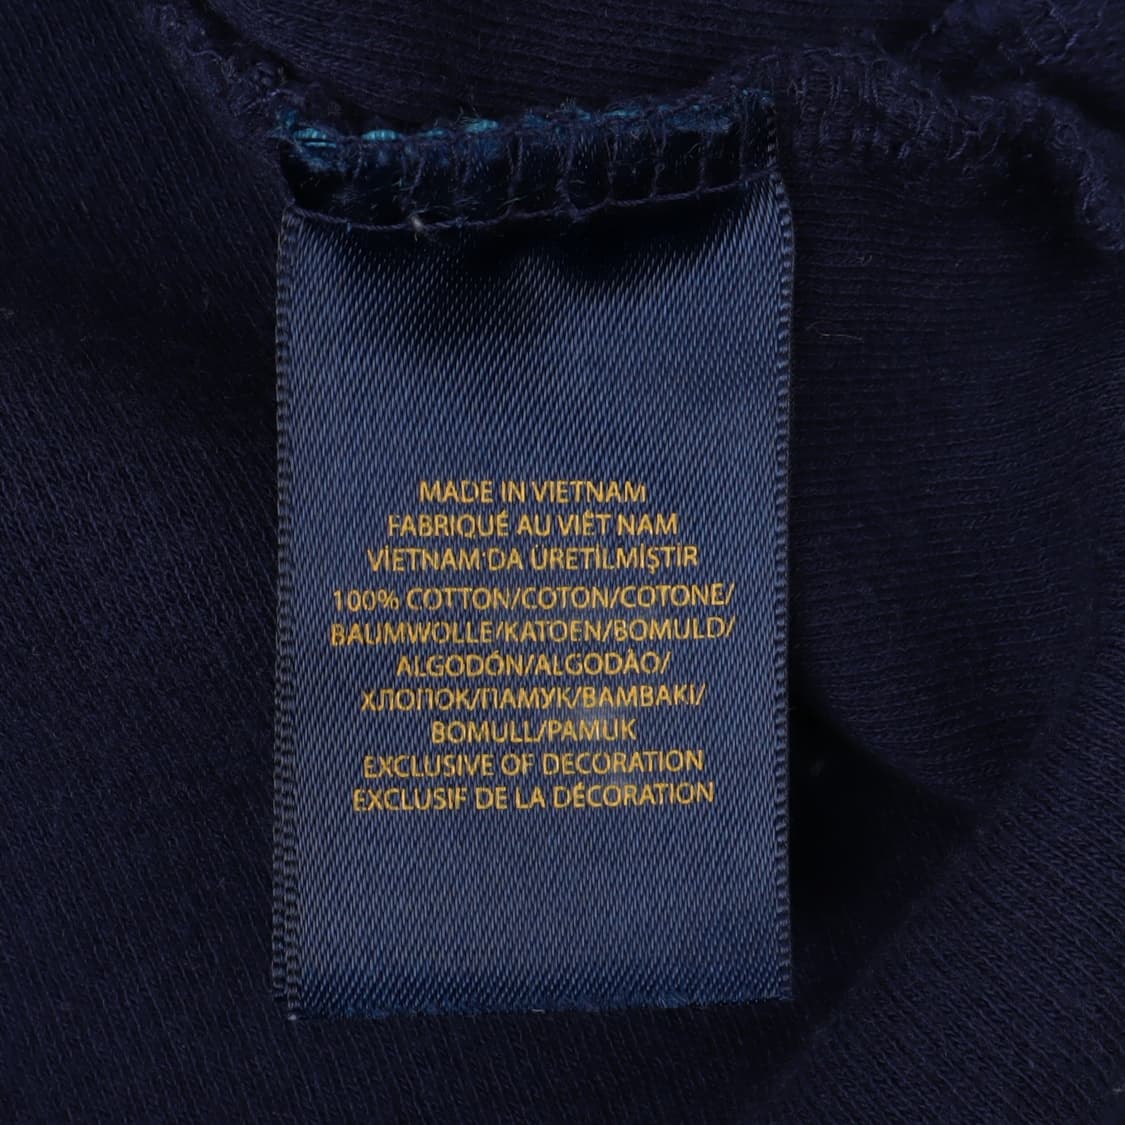 MADE IN VIETNAM
FABRIQUÉ AU VIÊT NAM
VİETNAM'DA ÜRETİLMİŞTİR
100% COTTON/COTON/COTONE/
BAUMWOLLE/KATOEN/BOMULD/
ALGODÓN/ALGODÃO/
ХЛОПОК/ПАМУК/ΒΑΜΒΑΚΙ/
BOMULL/PAMUK
EXCLUSIVE OF DECORATION
EXCLUSIF DE LA DÉCORATION